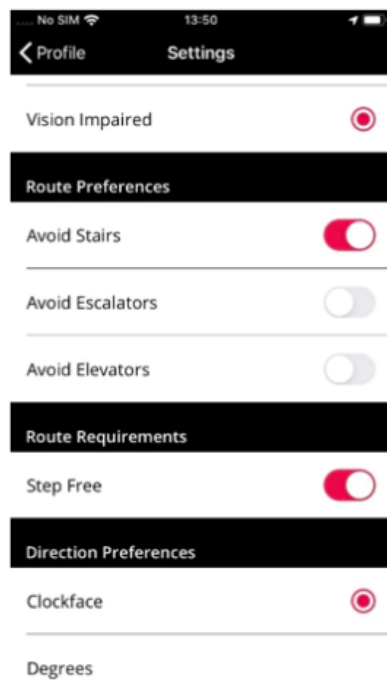 .... No SIM 13:50
Profile Settings
Vision Impaired
Route Preferences
Avoid Stairs
Avoid Escalators
Avoid Elevators
Route Requirements
Step Free
Direction Preferences
Clockface
Degrees